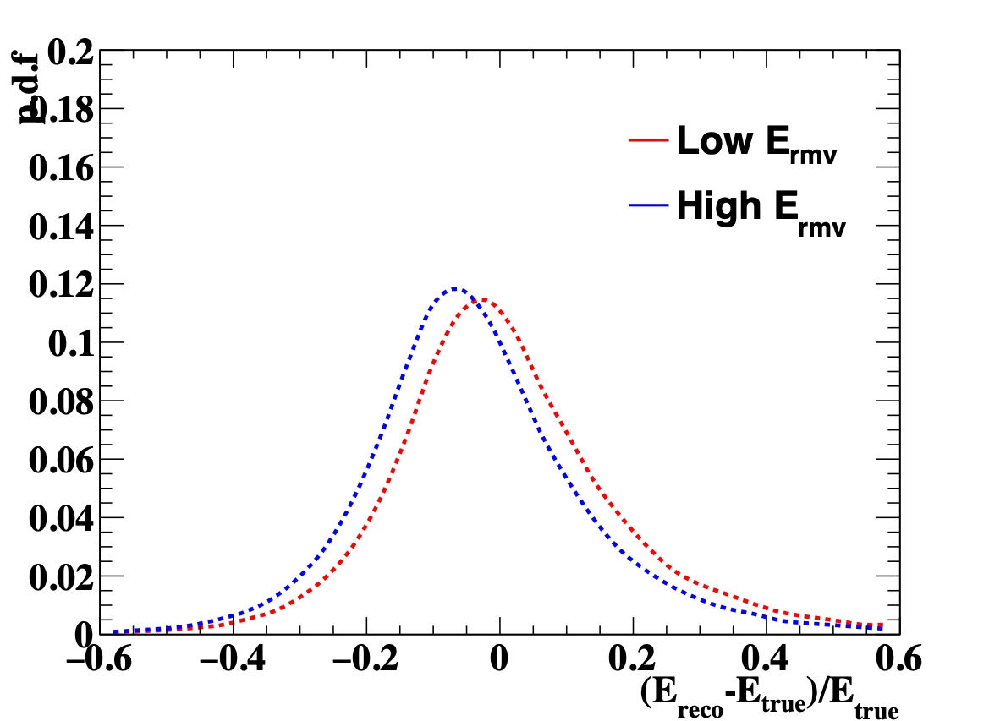 p.d.f
0.2
0.18
0.16
0.14
0.12
0.1
0.08
0.06
0.04
0.02
0
Low E_rmv
High E_rmv
−0.6 −0.4 −0.2 0 0.2 0.4 0.6
(E_reco-E_true)/E_true